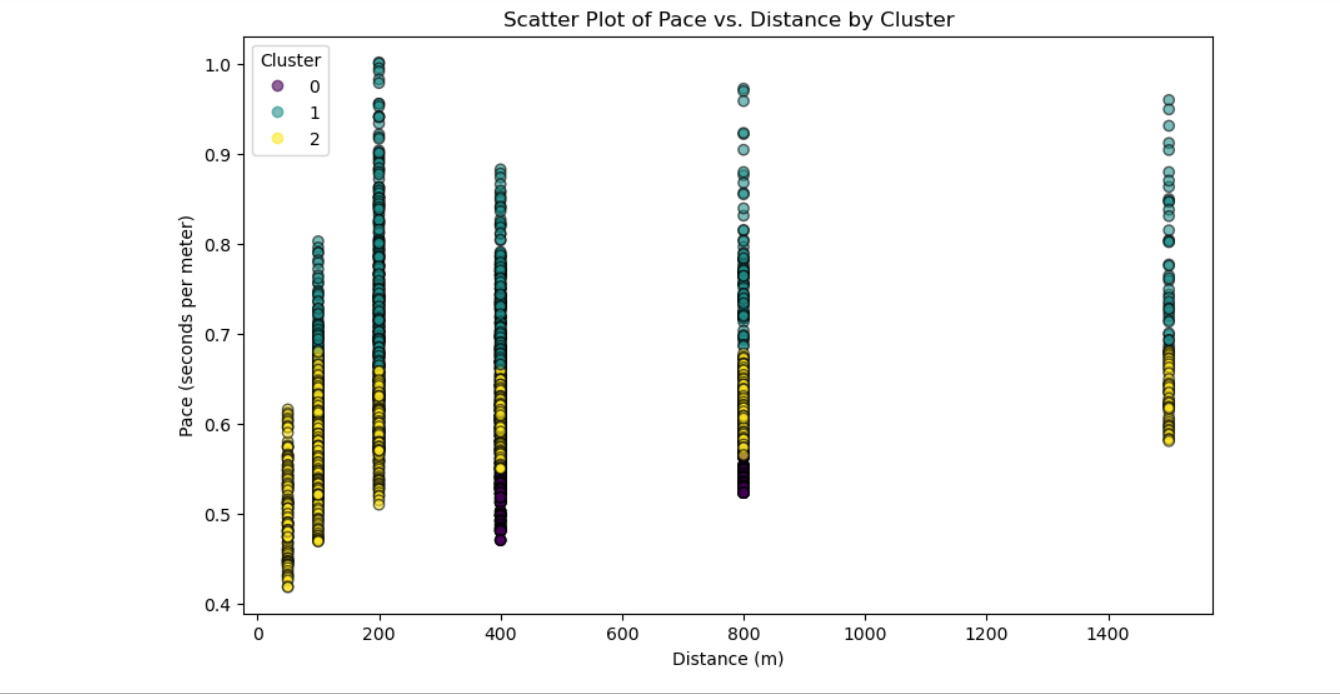 Scatter Plot of Pace vs. Distance by Cluster
Cluster
0
1
2
1.0
0.9
0.8
0.7
0.6
0.5
0.4
Pace (seconds per meter)
0 200 400 600 800 1000 1200 1400
Distance (m)